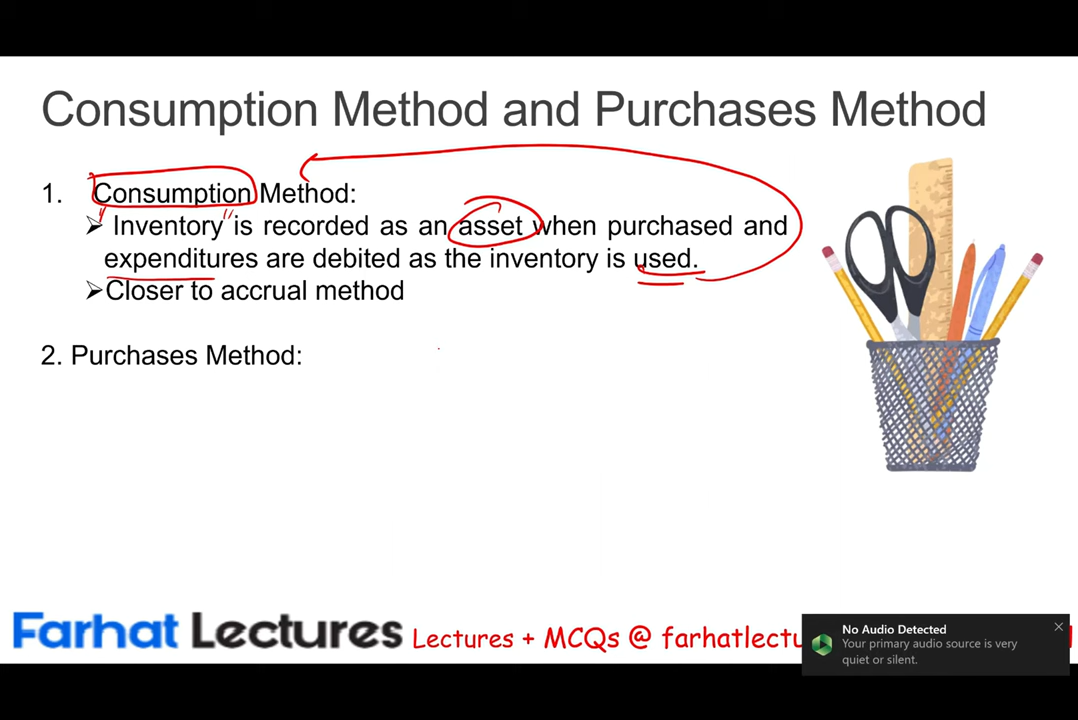 Consumption Method and Purchases Method
1. Consumption Method:
➢ "Inventory" is recorded as an asset when purchased and
expenditures are debited as the inventory is used.
➢Closer to accrual method
2. Purchases Method:
Farhat Lectures Lectures + MCQs @ farhatlectu
No Audio Detected
Your primary audio source is very
quiet or silent.